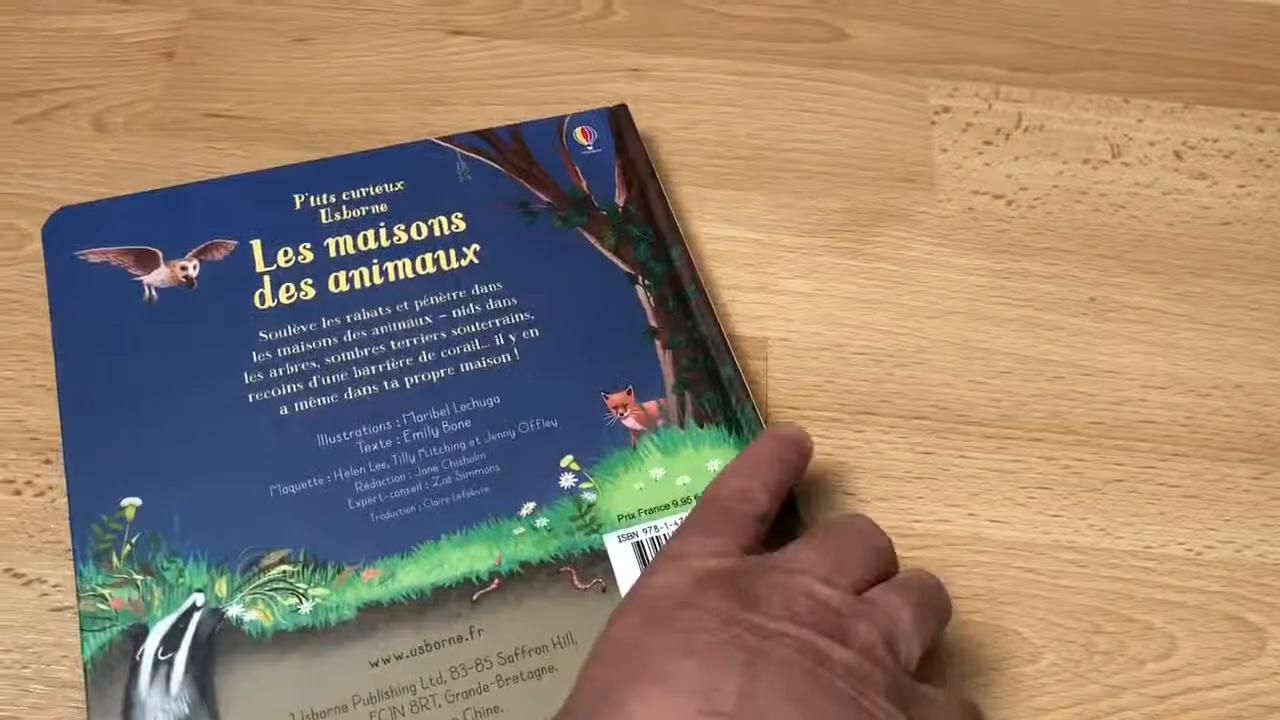 P'tits curieux
Usborne
Les maisons
des animaux
Soulève les rabats et pénètre dans
les maisons des animaux – nids dans
les arbres, sombres terriers souterrains,
recoins d'une barrière de corail... il y en
a même dans ta propre maison !
Illustrations : Maribel Lechuga
Texte : Emily Bone
Maquette : Helen Lee, Tilly Kitching et Jenny Offley
Rédaction : Jane Chisholm
Expert-conseil : Zoë Simmons
Traduction : Claire Lefebvre
Prix France 9,95 €
ISBN 978-1-47
www.usborne.fr
Usborne Publishing Ltd, 83-85 Saffron Hill,
EC1N 8RT, Grande-Bretagne.
Chine.